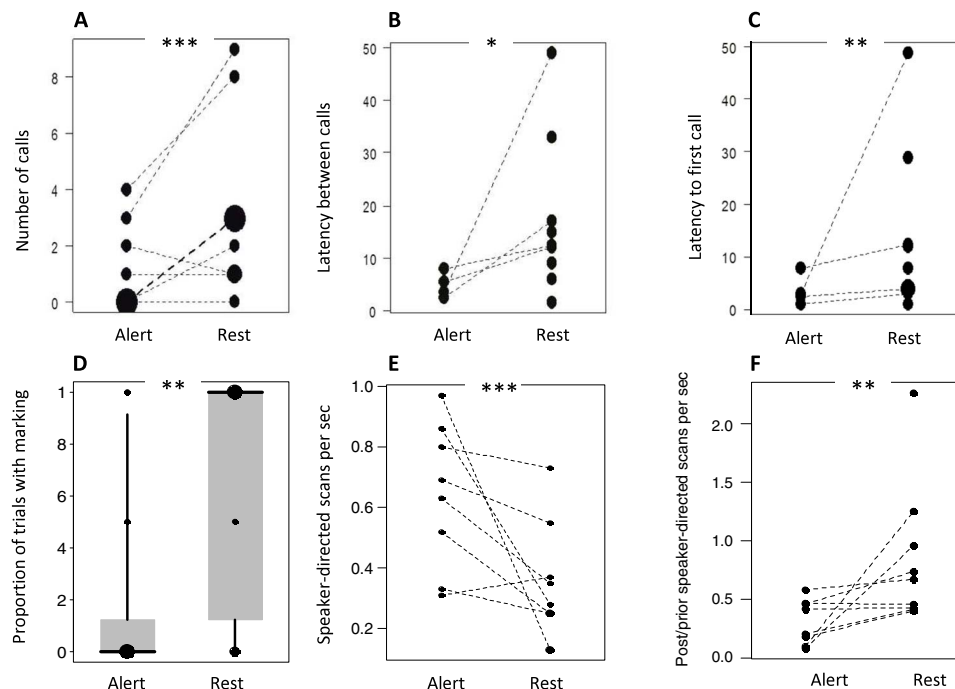 A
***
Number of calls
8
6
4
2
0
Alert
Rest
B
*
Latency between calls
50
40
30
20
10
0
Alert
Rest
C
**
Latency to first call
50
40
30
20
10
0
Alert
Rest
D
**
Proportion of trials with marking
1
8
6
4
2
0
Alert
Rest
E
***
Speaker-directed scans per sec
1.0
0.8
0.6
0.4
0.2
Alert
Rest
F
**
Post/prior speaker-directed scans per sec
2.0
1.5
1.0
0.5
0.0
Alert
Rest